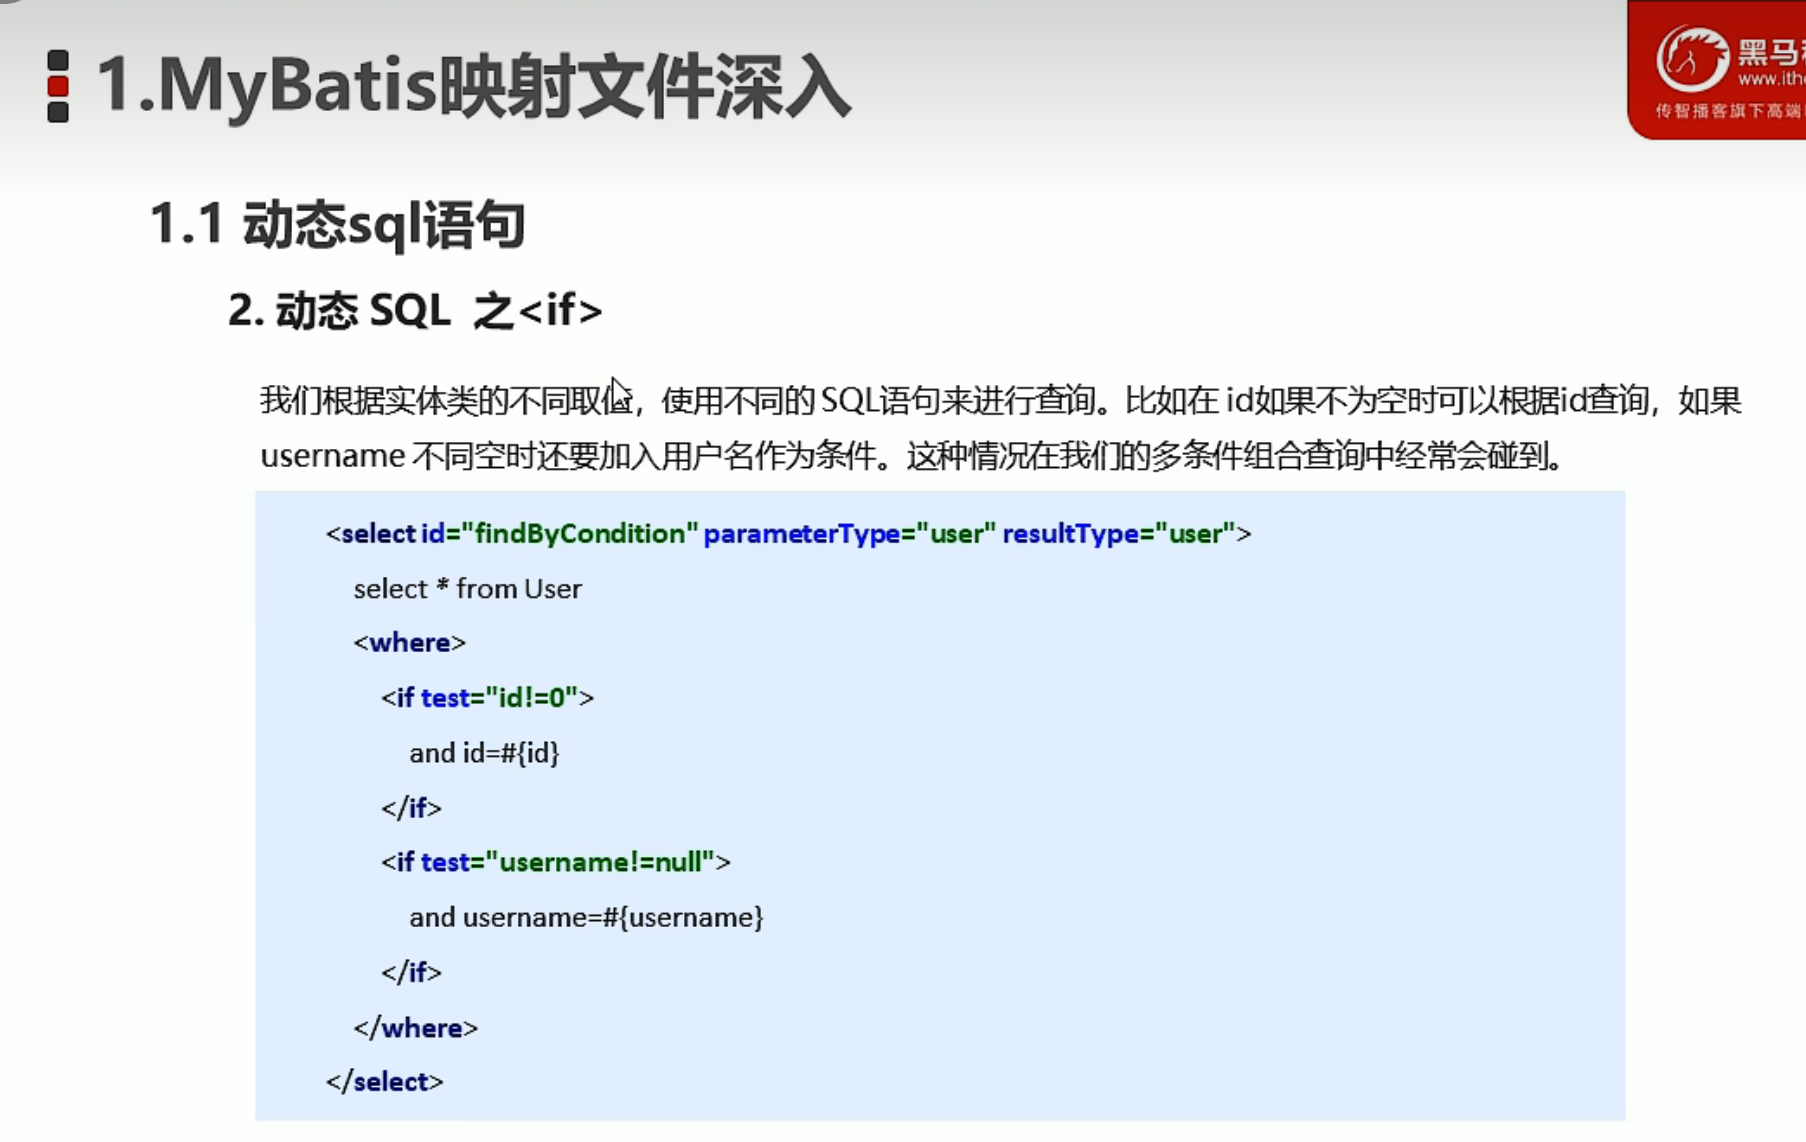 1.MyBatis映射文件深入
黑马
www.ith
传智播客旗下高端
1.1 动态sql语句
2. 动态 SQL 之<if>
我们根据实体类的不同取值，使用不同的 SQL语句来进行查询。比如在 id如果不为空时可以根据id查询，如果
username 不同空时还要加入用户名作为条件。这种情况在我们的多条件组合查询中经常会碰到。
<select id="findByCondition" parameterType="user" resultType="user">
select * from User
<where>
<if test="id!=0">
and id=#{id}
</if>
<if test="username!=null">
and username=#{username}
</if>
</where>
</select>